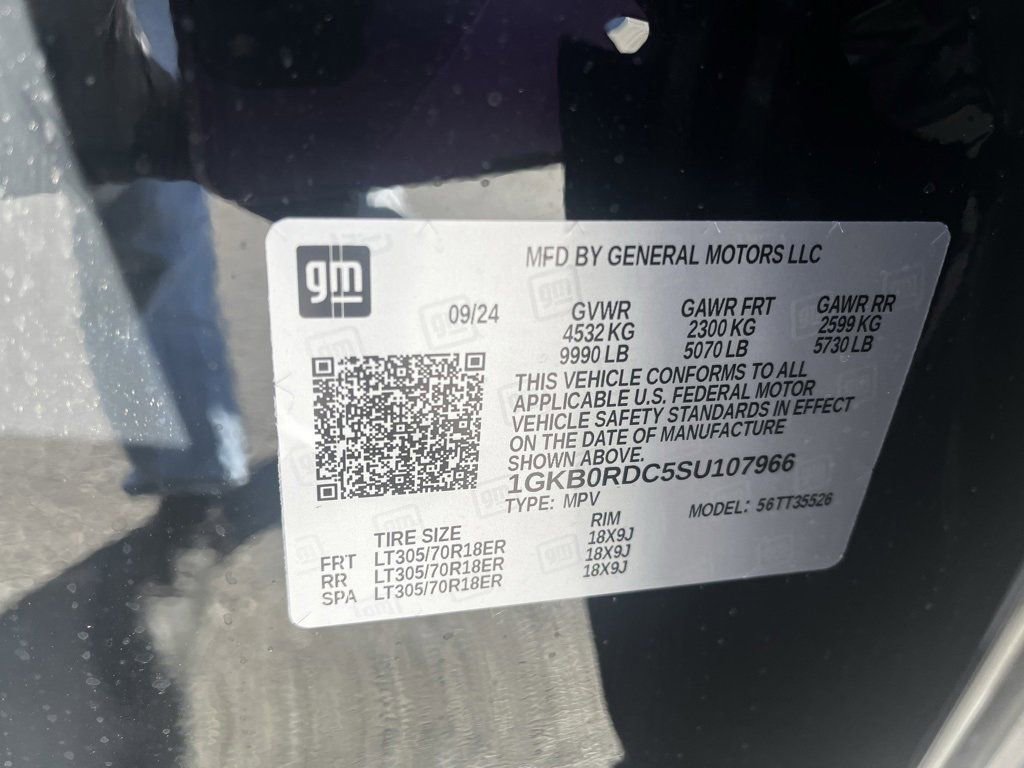 gm
MFD BY GENERAL MOTORS LLC
09/24
GVWR GAWR FRT GAWR RR
4532 KG 2300 KG 2599 KG
9990 LB 5070 LB 5730 LB
THIS VEHICLE CONFORMS TO ALL
APPLICABLE U.S. FEDERAL MOTOR
VEHICLE SAFETY STANDARDS IN EFFECT
ON THE DATE OF MANUFACTURE
SHOWN ABOVE.
1GKB0RDC5SU107966
TYPE: MPV MODEL: 56TT35526
TIRE SIZE RIM
FRT LT305/70R18ER 18X9J
RR LT305/70R18ER 18X9J
SPA LT305/70R18ER 18X9J